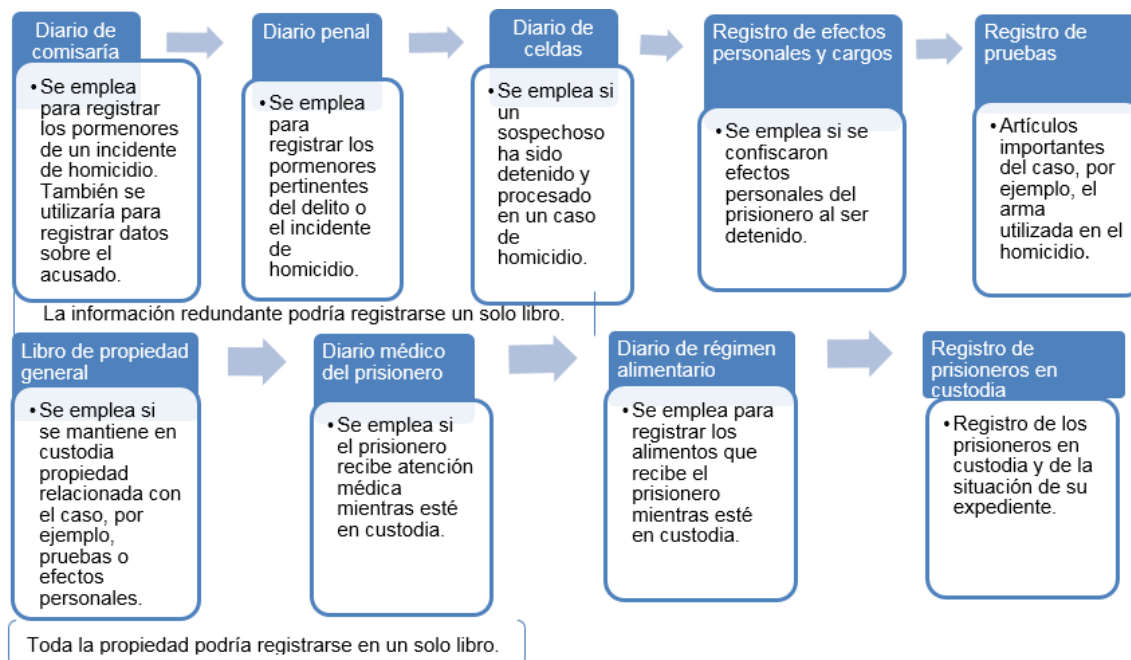 Diario de
comisaría
• Se emplea
para registrar
los pormenores
de un incidente
de homicidio.
También se
utilizaría para
registrar datos
sobre el
acusado.
Diario penal
• Se emplea
para
registrar los
pormenores
pertinentes
del delito o
el incidente
de
homicidio.
Diario de
celdas
• Se emplea si
un
sospechoso
ha sido
detenido y
procesado
en un caso
de
homicidio.
Registro de efectos
personales y cargos
• Se emplea si se
confiscaron
efectos
personales del
prisionero al ser
detenido.
Registro de
pruebas
• Artículos
importantes
del caso, por
ejemplo, el
arma
utilizada en el
homicidio.
La información redundante podría registrarse un solo libro.
Libro de propiedad
general
• Se emplea si
se mantiene en
custodia
propiedad
relacionada con
el caso, por
ejemplo,
pruebas o
efectos
personales.
Diario médico
del prisionero
• Se emplea si
el prisionero
recibe atención
médica
mientras esté
en custodia.
Diario de régimen
alimentario
• Se emplea para
registrar los
alimentos que
recibe el
prisionero
mientras esté
en custodia.
Registro de
prisioneros en
custodia
• Registro de los
prisioneros en
custodia y de la
situación de su
expediente.
Toda la propiedad podría registrarse en un solo libro.